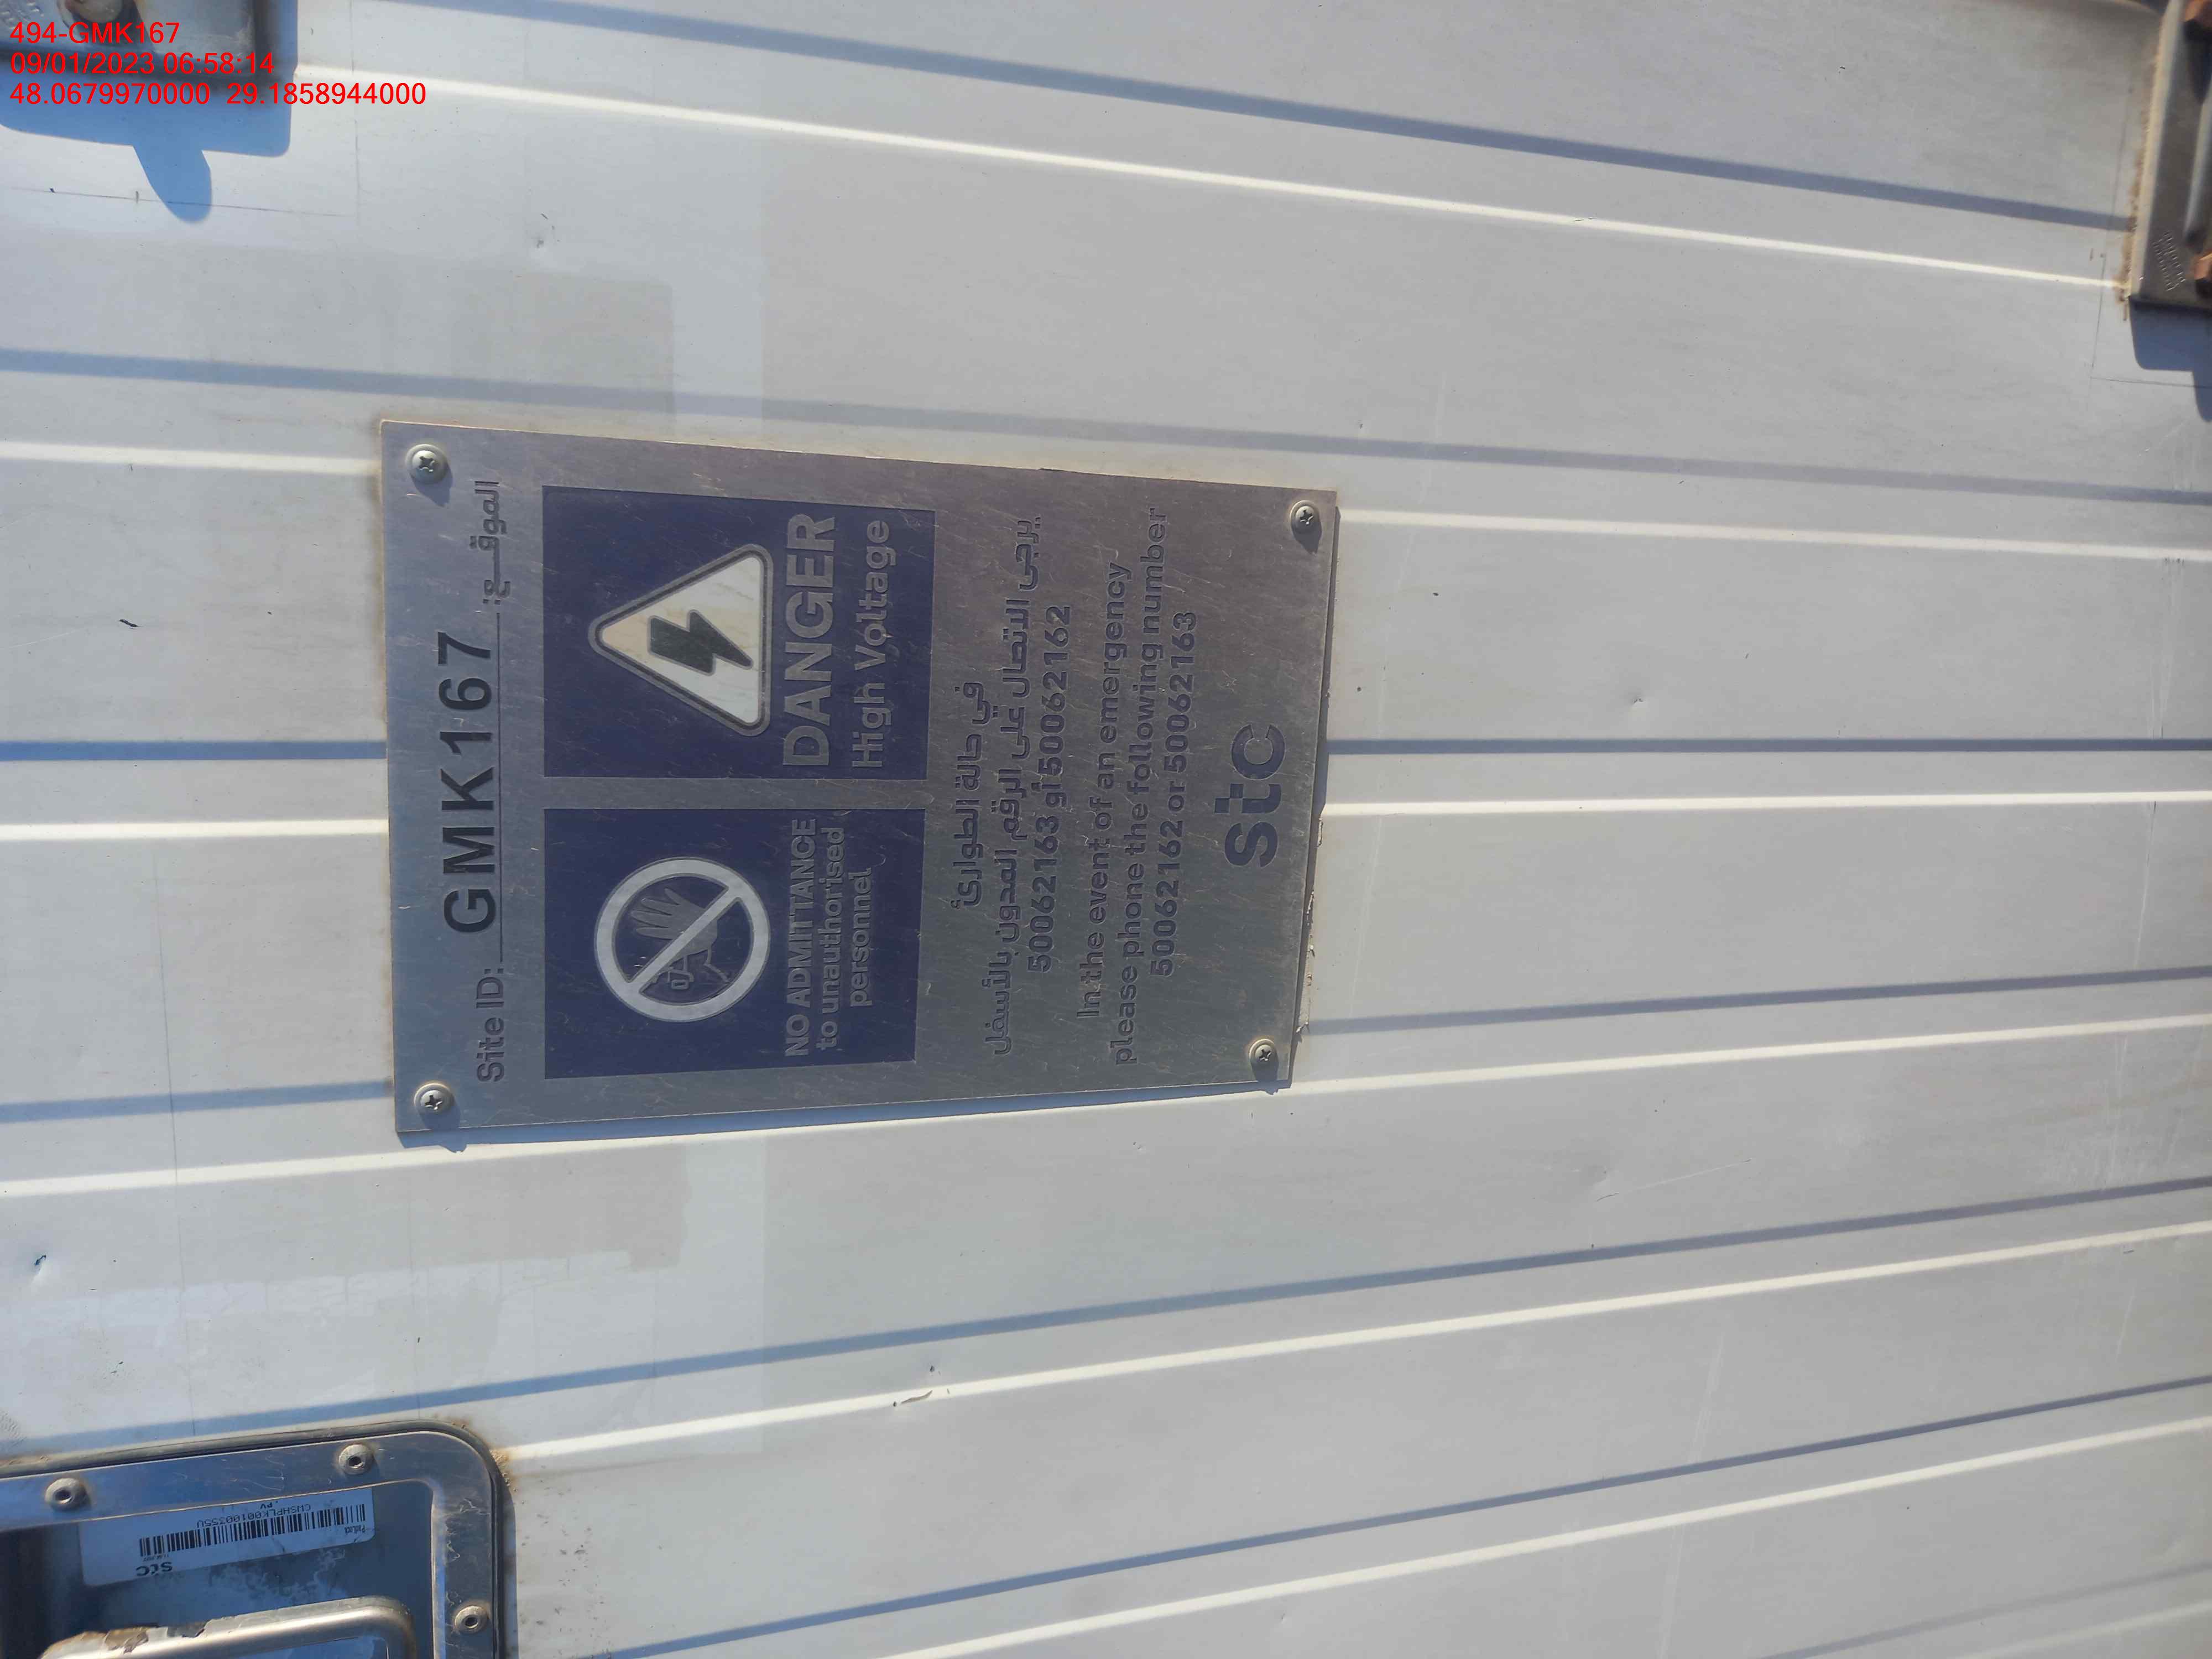 494-GMK167
09/01/2023 06:58:14
48.0679970000 29.1858944000
Site ID: GMK167 الموقـــع:
NO ADMITTANCE
to unauthorised
personnel
DANGER
High Voltage
في حالة الطوارئ
يرجى الاتصال على الرقم المدون بالأسفل
50062163 أو 50062162
In the event of an emergency
please phone the following number
50062162 or 50062163
stc
stc